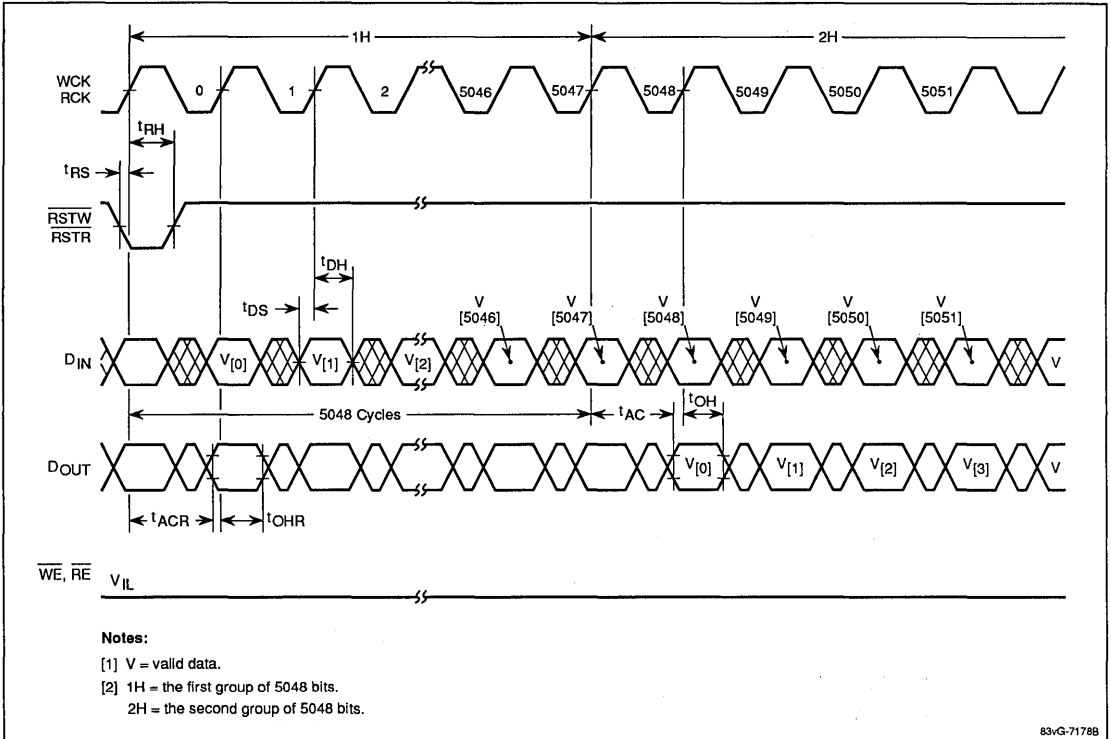 1H 2H
WCK
RCK
0 1 2 5046 5047 5048 5049 5050 5051
tRH
tRS
RSTW
RSTR
tDH
tDS
V
[5046]
V
[5047]
V
[5048]
V
[5049]
V
[5050]
V
[5051]
DIN
V[0] V[1] V[2] V
5048 Cycles
tAC
tOH
DOUT
V[0] V[1] V[2] V[3] V
tACR
tOHR
WE, RE
VIL
Notes:
[1] V = valid data.
[2] 1H = the first group of 5048 bits.
2H = the second group of 5048 bits.
83vG-7178B